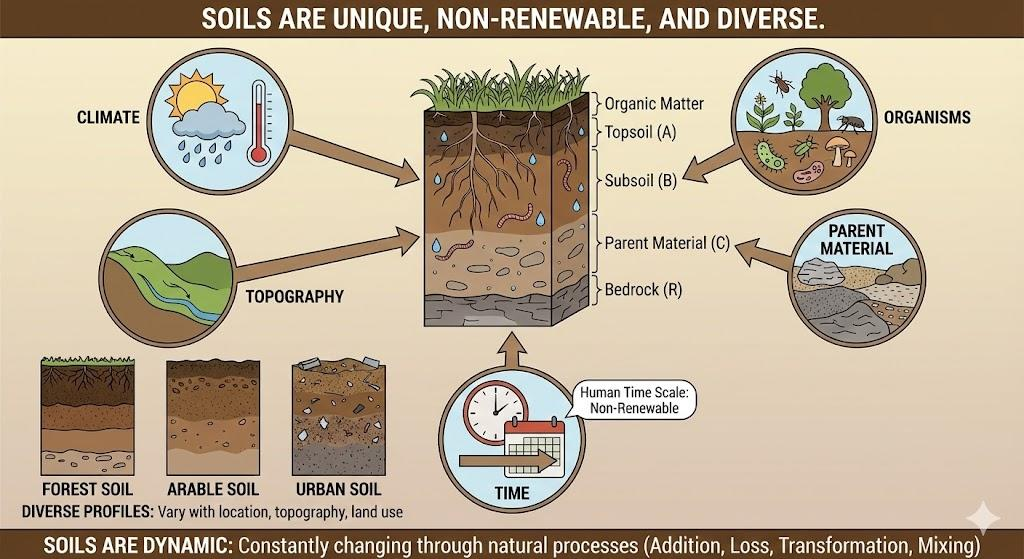 SOILS ARE UNIQUE, NON-RENEWABLE, AND DIVERSE.
CLIMATE
Organic Matter
Topsoil (A)
Subsoil (B)
Parent Material (C)
Bedrock (R)
ORGANISMS
TOPOGRAPHY
PARENT
MATERIAL
Human Time Scale:
Non-Renewable
TIME
FOREST SOIL
ARABLE SOIL
URBAN SOIL
DIVERSE PROFILES: Vary with location, topography, land use
SOILS ARE DYNAMIC: Constantly changing through natural processes (Addition, Loss, Transformation, Mixing)